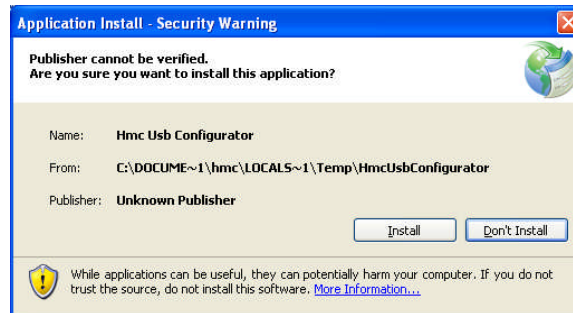 Application Install - Security Warning
Publisher cannot be verified.
Are you sure you want to install this application?
Name: Hmc Usb Configurator
From: C:\DOCUME~1\hmc\LOCALS~1\Temp\HmcUsbConfigurator
Publisher: Unknown Publisher
Install Don't Install
While applications can be useful, they can potentially harm your computer. If you do not
trust the source, do not install this software. More Information...